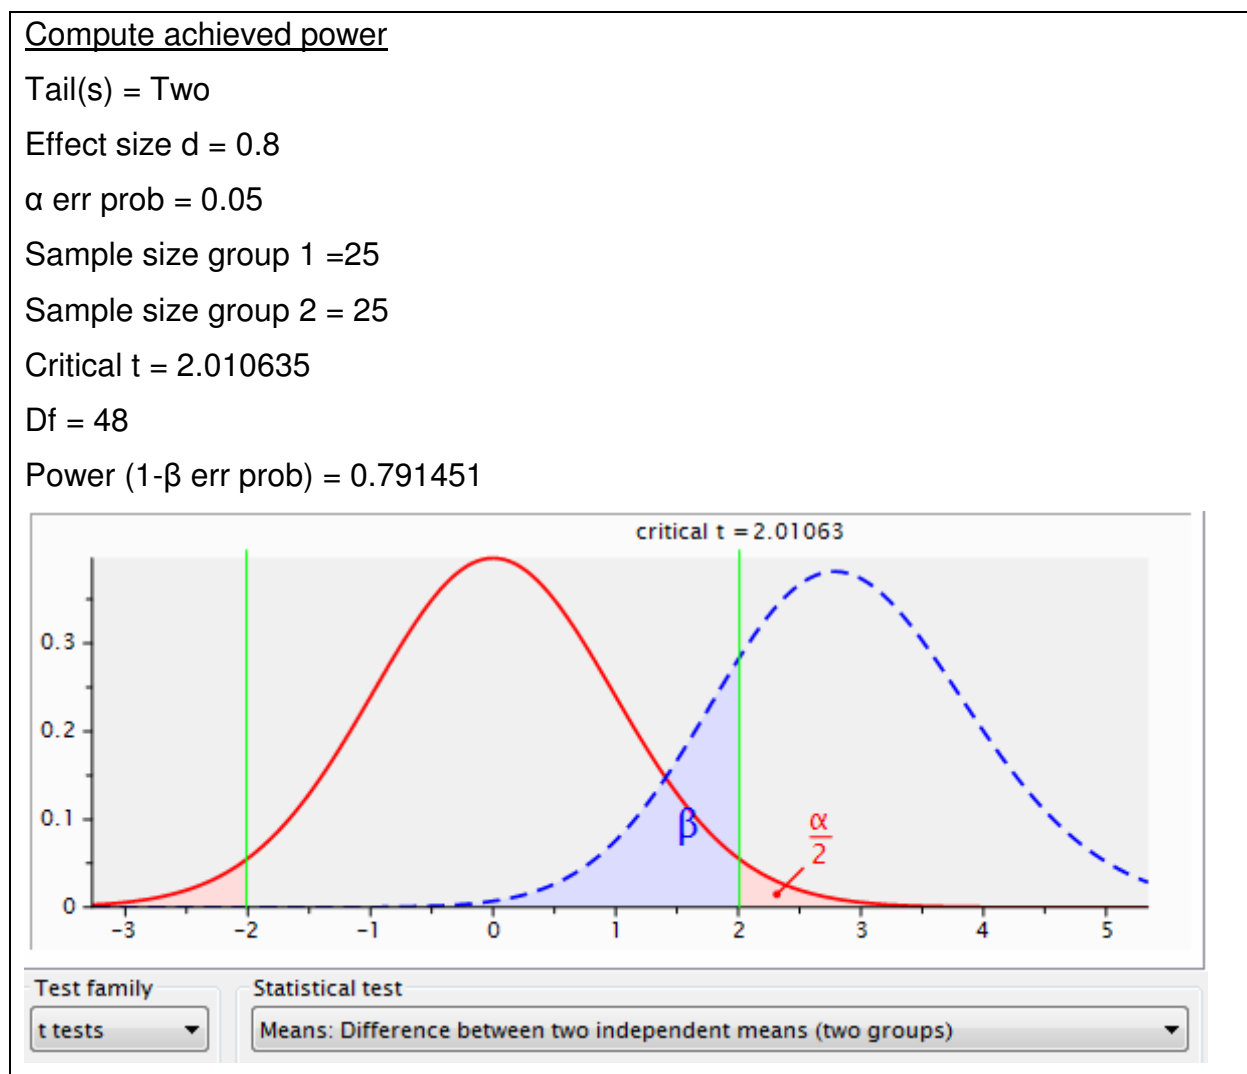 Compute achieved power
Tail(s) = Two
Effect size d = 0.8
α err prob = 0.05
Sample size group 1 =25
Sample size group 2 = 25
Critical t = 2.010635
Df = 48
Power (1-β err prob) = 0.791451
critical t = 2.01063
0.3
0.2
0.1
0
β
α
2
-3 -2 -1 0 1 2 3 4 5
Test family Statistical test
t tests Means: Difference between two independent means (two groups)